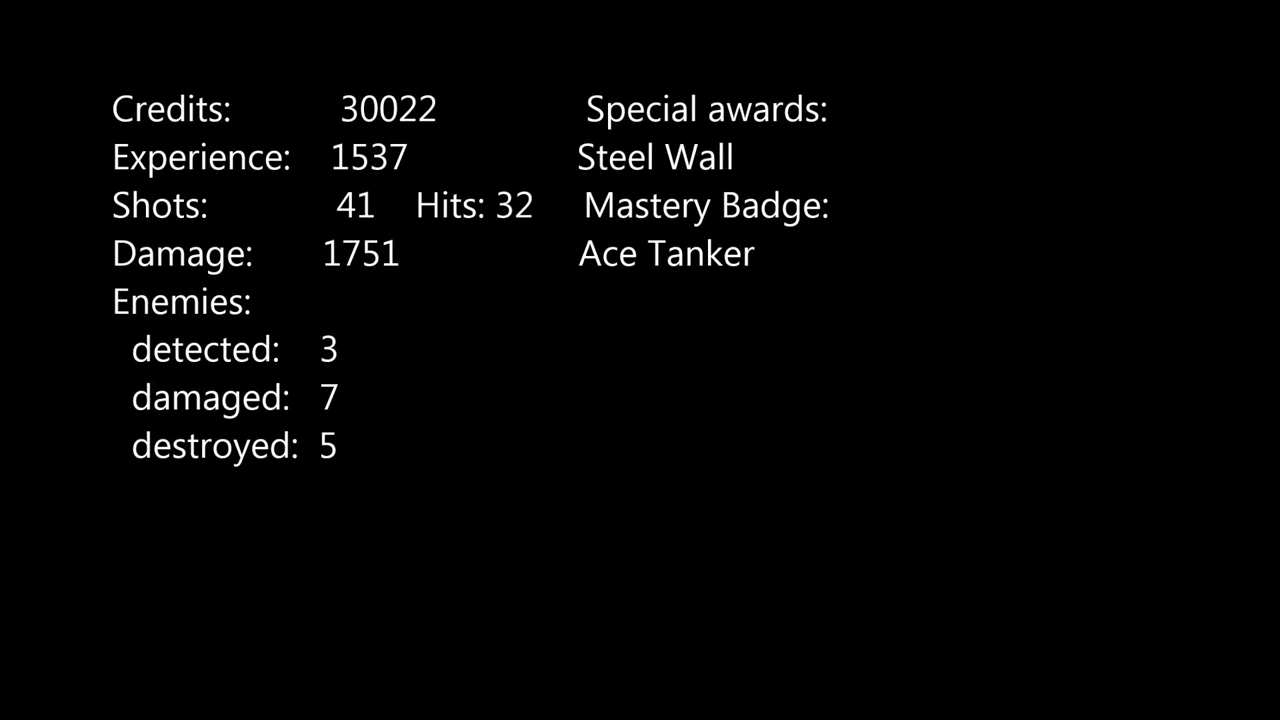 Credits: 30022 Special awards:
Experience: 1537 Steel Wall
Shots: 41 Hits: 32 Mastery Badge:
Damage: 1751 Ace Tanker
Enemies:
detected: 3
damaged: 7
destroyed: 5